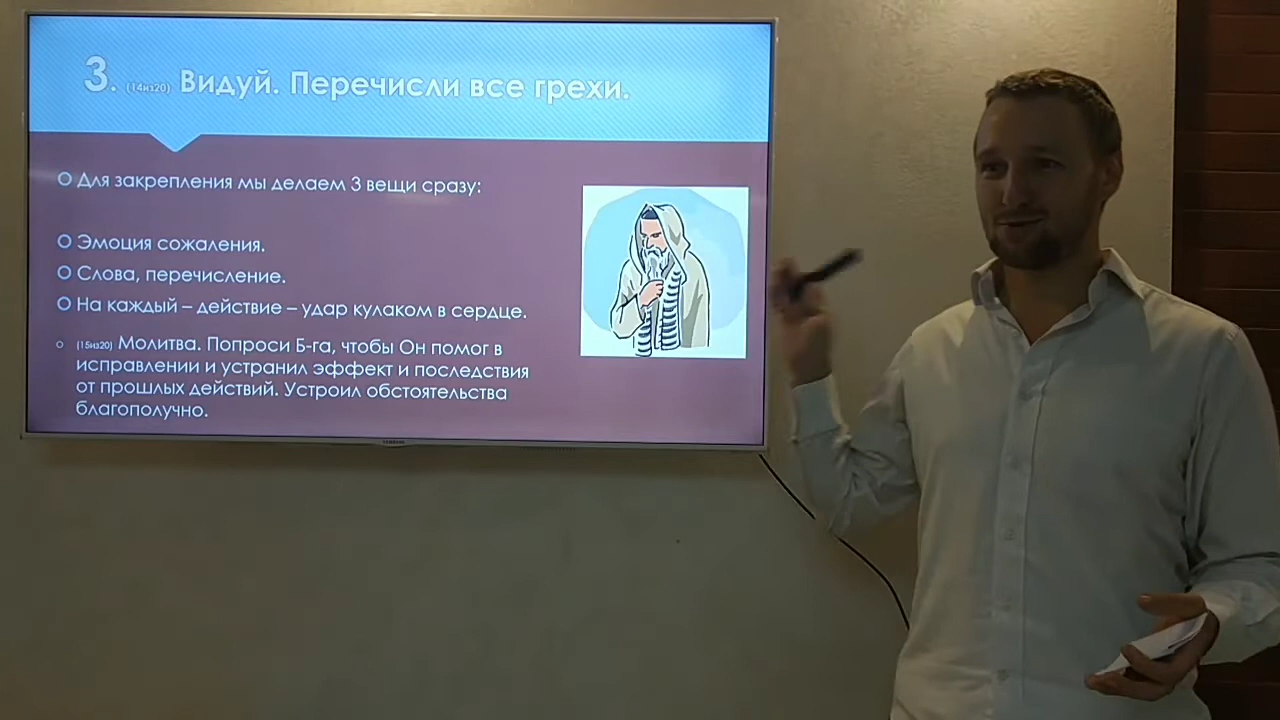 3. (14из20) Видуй. Перечисли все грехи.
Для закрепления мы делаем 3 вещи сразу:
Эмоция сожаления.
Слова, перечисление.
На каждый – действие – удар кулаком в сердце.
(15из20) Молитва. Попроси Б-га, чтобы Он помог в
исправлении и устранил эффект и последствия
от прошлых действий. Устроил обстоятельства
благополучно.
SAMSUNG